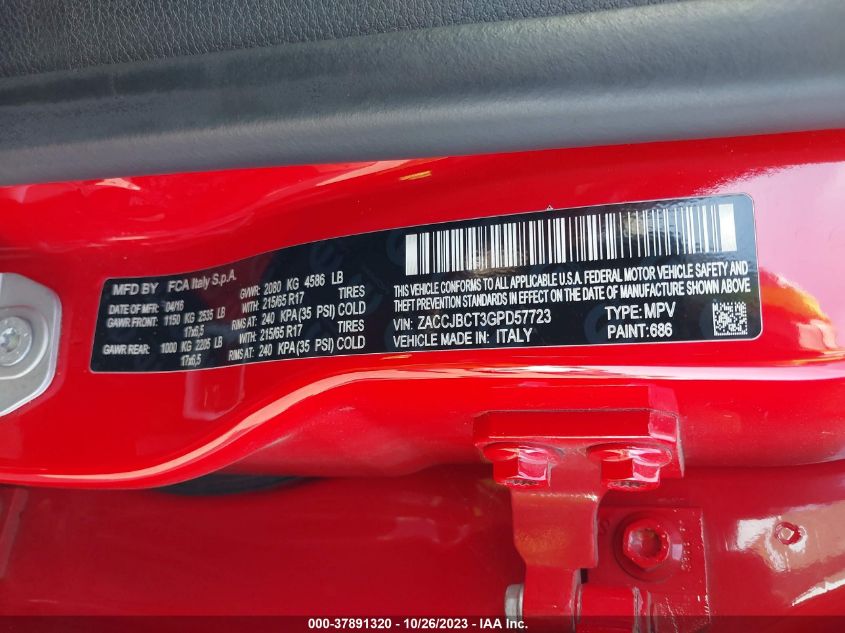 MFD BY FCA Italy S.p.A.
DATE OF MFR: 04/16 GVWR: 2080 KG 4586 LB
GAWR FRONT: 1150 KG 2535 LB WITH: 215/65 R17 TIRES
17x6,5 RIMS AT: 240 KPA (35 PSI) COLD
GAWR REAR: 1000 KG 2205 LB WITH: 215/65 R17 TIRES
17x6,5 RIMS AT: 240 KPA (35 PSI) COLD
THIS VEHICLE CONFORMS TO ALL APPLICABLE U.S.A. FEDERAL MOTOR VEHICLE SAFETY AND
STANDARDS IN EFFECT ON THE DATE OF MANUFACTURE SHOWN ABOVE.
VIN: ZACCJBCT3GPD57723 TYPE: MPV
VEHICLE MADE IN: ITALY PAINT: 686
000-37891320 - 10/26/2023 - IAA Inc.